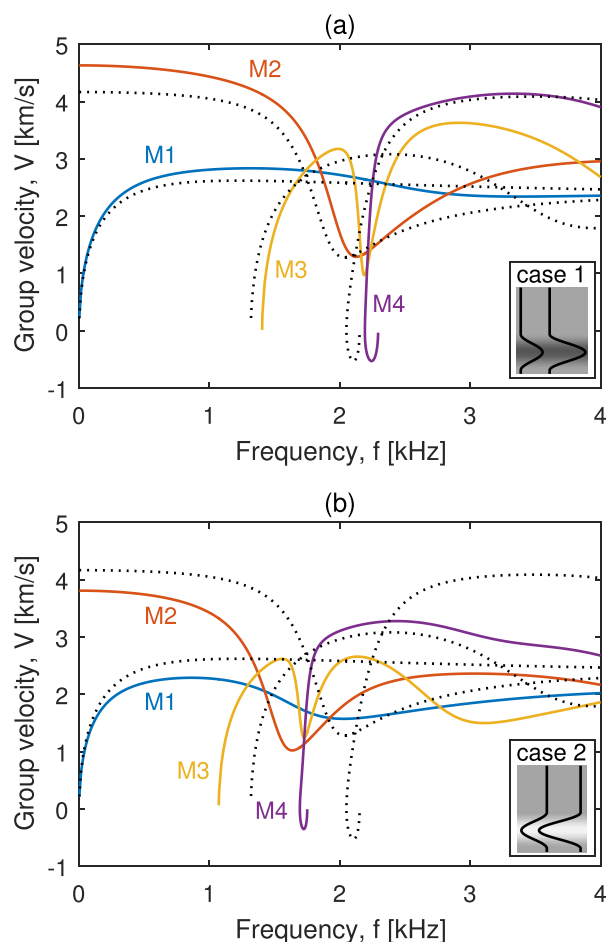 (a)
5
4
3
2
1
0
-1
Group velocity, V [km/s]
M2
M1
M3
M4
case 1
0
1
2
3
4
Frequency, f [kHz]
(b)
5
4
3
2
1
0
-1
Group velocity, V [km/s]
M2
M1
M3
M4
case 2
0
1
2
3
4
Frequency, f [kHz]